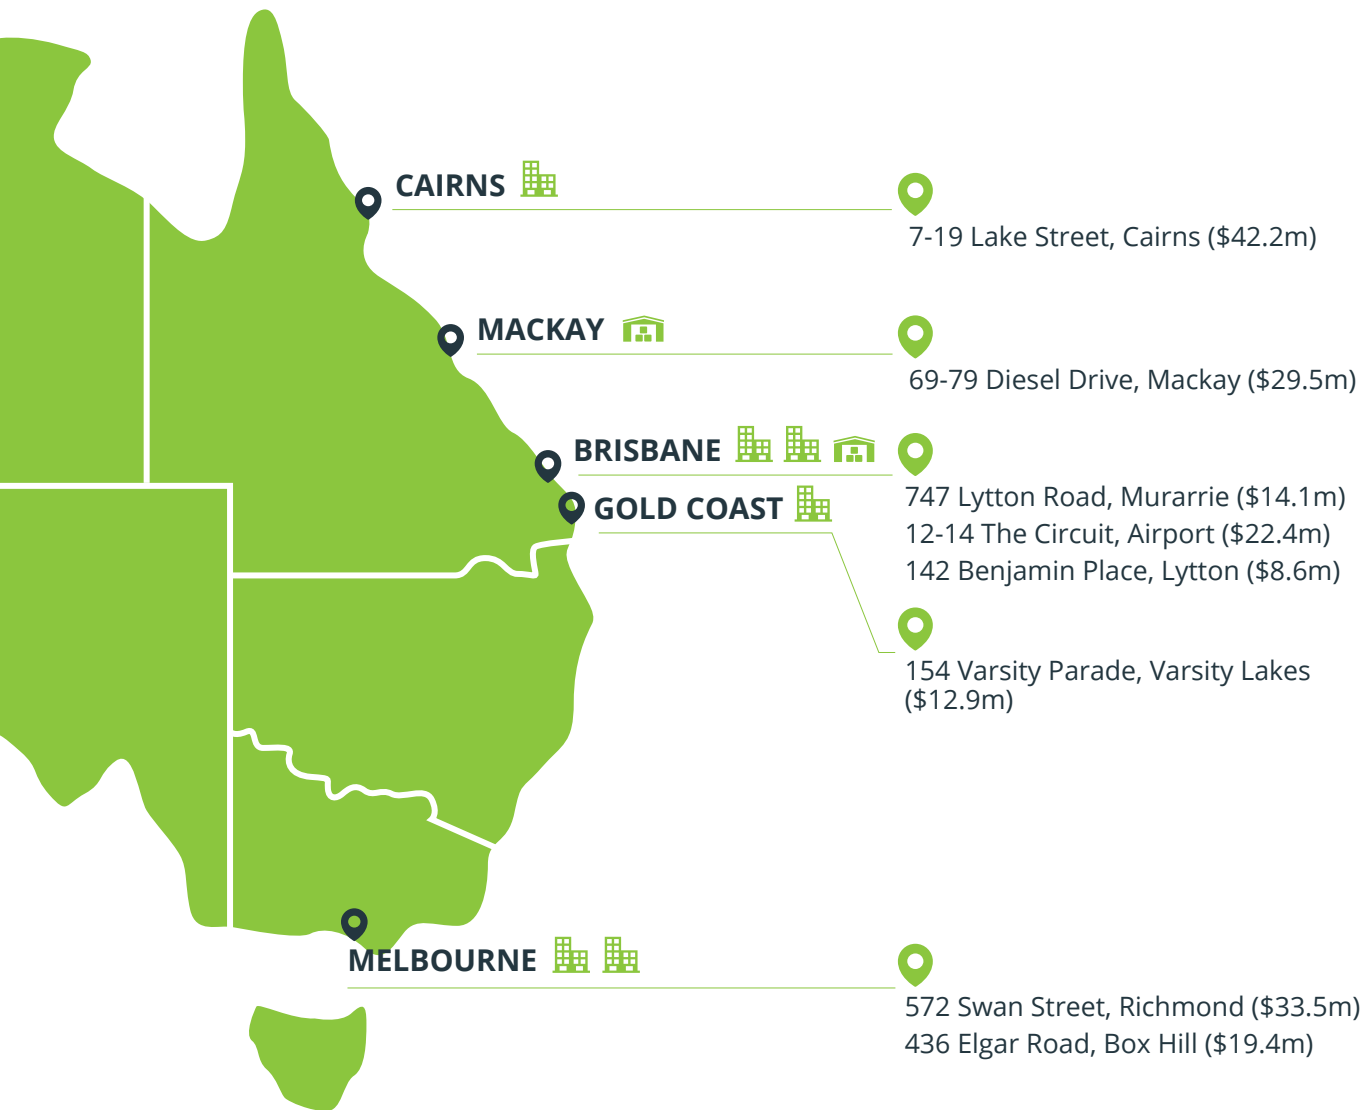 CAIRNS
7-19 Lake Street, Cairns ($42.2m)
MACKAY
69-79 Diesel Drive, Mackay ($29.5m)
BRISBANE
747 Lytton Road, Murarrie ($14.1m)
12-14 The Circuit, Airport ($22.4m)
142 Benjamin Place, Lytton ($8.6m)
GOLD COAST
154 Varsity Parade, Varsity Lakes
($12.9m)
MELBOURNE
572 Swan Street, Richmond ($33.5m)
436 Elgar Road, Box Hill ($19.4m)